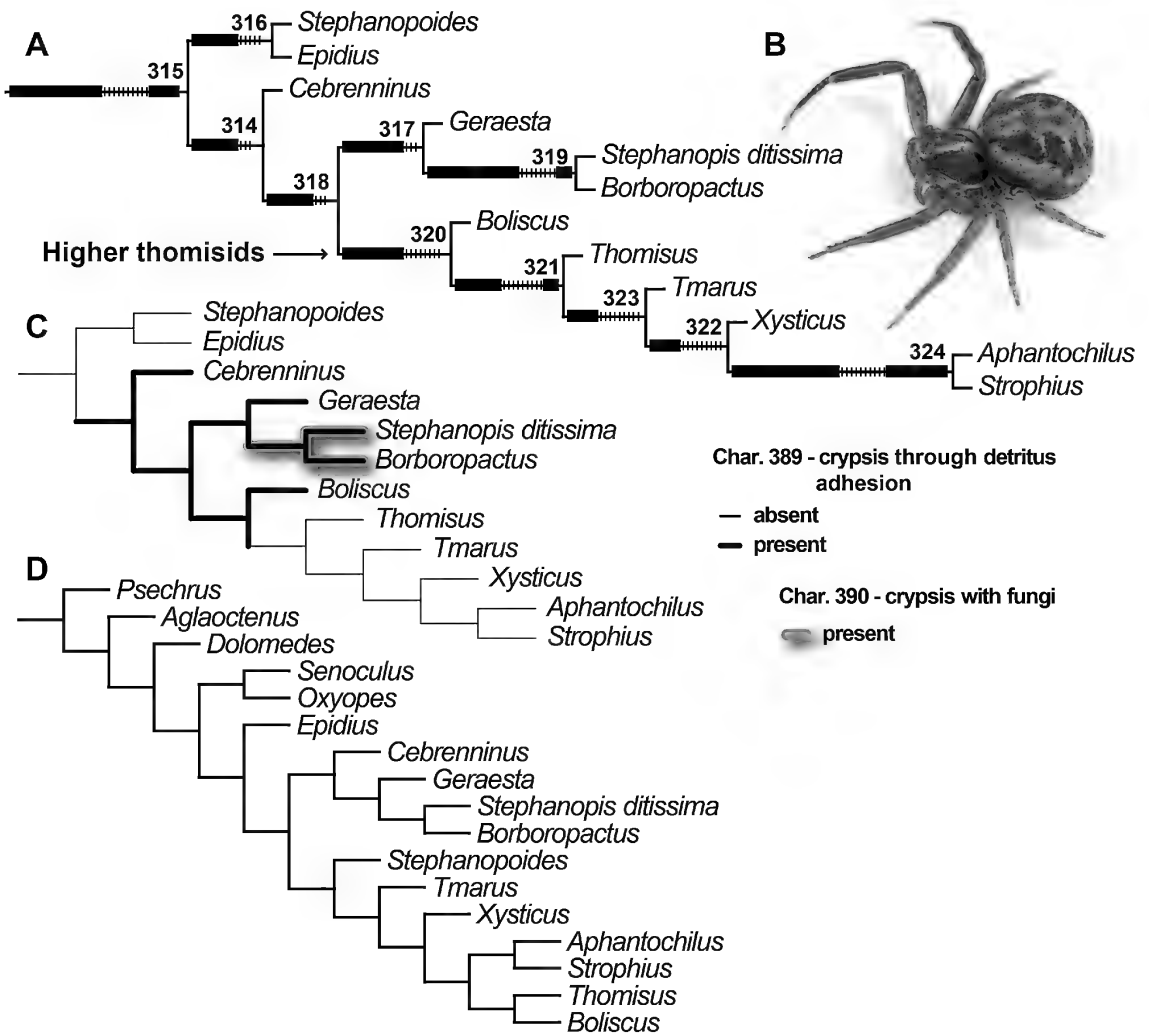 A
316
Stephanopoides
Epidius
315
Cebrenninus
314
317
Geraesta
319
Stephanopis ditissima
Borboropactus
318
Boliscus
320
Higher thomisids
Thomisus
321
Tmarus
323
Xysticus
322
324
Aphantochilus
Strophius
B
C
Stephanopoides
Epidius
Cebrenninus
Geraesta
Stephanopis ditissima
Borboropactus
Boliscus
Thomisus
Tmarus
Xysticus
Aphantochilus
Strophius
Char. 389 - crypsis through detritus
adhesion
absent
present
Char. 390 - crypsis with fungi
present
D
Psechrus
Aglaoctenus
Dolomedes
Senoculus
Oxyopes
Epidius
Cebrenninus
Geraesta
Stephanopis ditissima
Borboropactus
Stephanopoides
Tmarus
Xysticus
Aphantochilus
Strophius
Thomisus
Boliscus